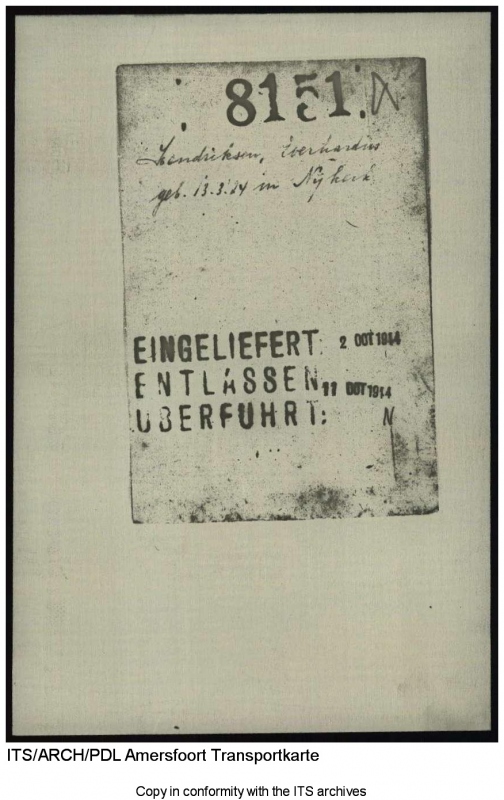 8151. N
Hendriksen, Everhardus
geb. 13.3.24 in Nijkerk
EINGELIEFERT: 2 OCT 1944
ENTLASSEN 11 OCT 1944
UBERFUHRT: N
ITS/ARCH/PDL Amersfoort Transportkarte
Copy in conformity with the ITS archives